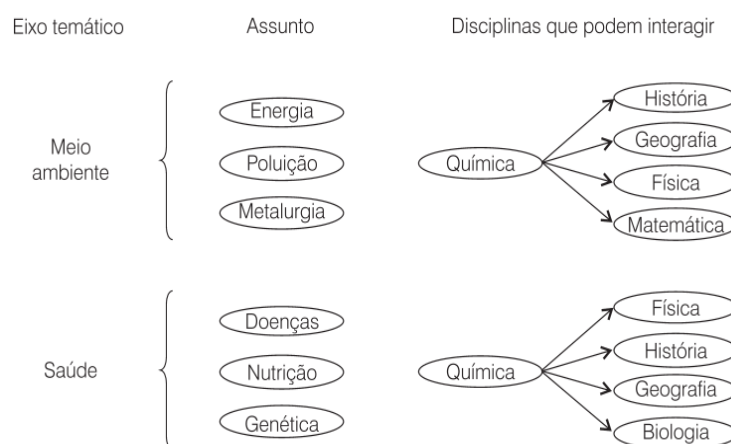 Eixo temático
Assunto
Disciplinas que podem interagir
Meio
ambiente
Energia
Poluição
Metalurgia
Química
História
Geografia
Física
Matemática
Saúde
Doenças
Nutrição
Genética
Química
Física
História
Geografia
Biologia